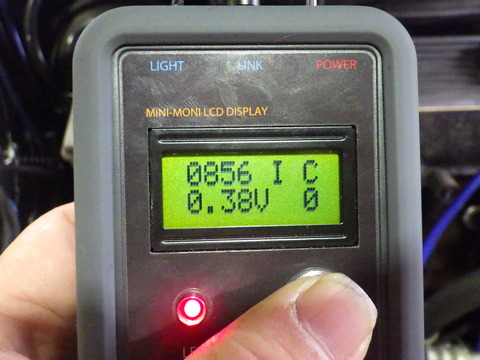 LIGHT LINK POWER
MINI-MONI LCD DISPLAY
0856 I C
0.38V 0